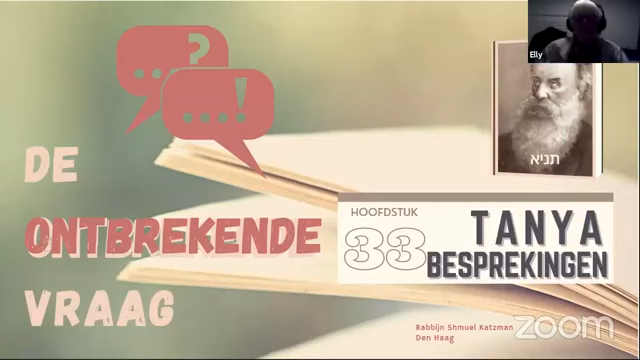 Elly
?
...
....!
תניא
DE
ONTBREKENDE
VRAAG
HOOFDSTUK
33
TANYA
BESPREKINGEN
Rabbijn Shmuel Katzman
Den Haag
zoom